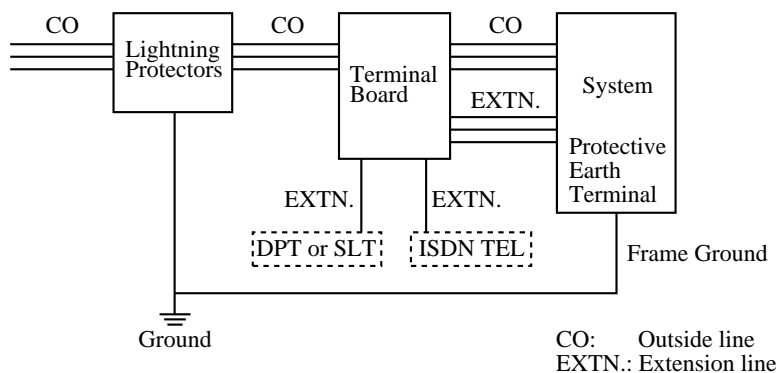 CO
CO
CO
Lightning
Protectors
Terminal
Board
System
EXTN.
Protective
Earth
Terminal
EXTN.
EXTN.
DPT or SLT
ISDN TEL
Frame Ground
Ground
CO: Outside line
EXTN.: Extension line